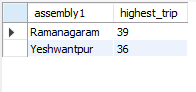 assembly1 highest_trip
Ramanagaram 39
Yeshwantpur 36